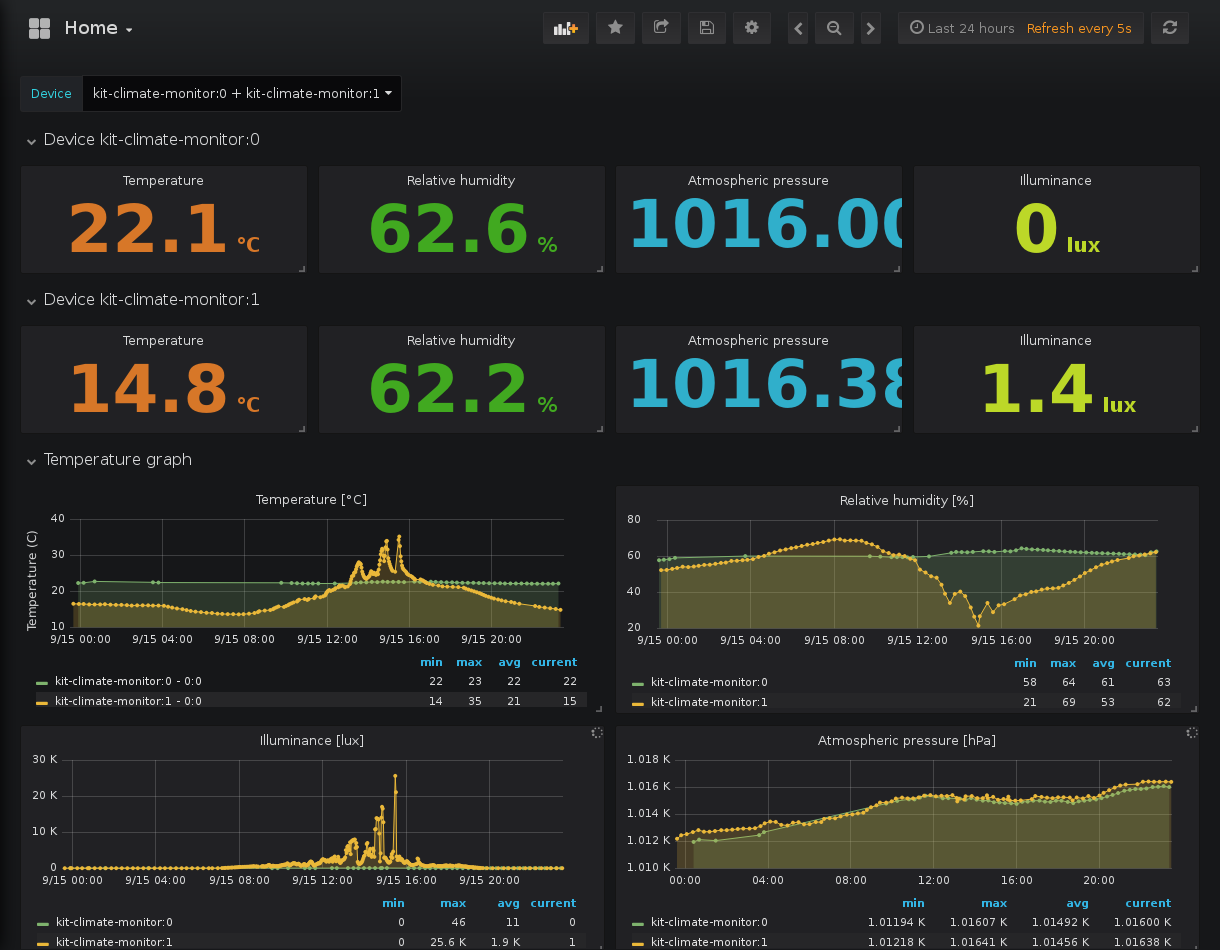 Home
Last 24 hours Refresh every 5s
Device kit-climate-monitor:0 + kit-climate-monitor:1
Device kit-climate-monitor:0
Temperature Relative humidity Atmospheric pressure Illuminance
22.1 °C 62.6 % 1016.00 0 lux
Device kit-climate-monitor:1
Temperature Relative humidity Atmospheric pressure Illuminance
14.8 °C 62.2 % 1016.38 1.4 lux
Temperature graph
Temperature [°C]
Temperature (C)
40
30
20
10
9/15 00:00 9/15 04:00 9/15 08:00 9/15 12:00 9/15 16:00 9/15 20:00
min max avg current
kit-climate-monitor:0 - 0:0 22 23 22 22
kit-climate-monitor:1 - 0:0 14 35 21 15
Relative humidity [%]
80
60
40
20
9/15 00:00 9/15 04:00 9/15 08:00 9/15 12:00 9/15 16:00 9/15 20:00
min max avg current
kit-climate-monitor:0 58 64 61 63
kit-climate-monitor:1 21 69 53 62
Illuminance [lux]
30 K
20 K
10 K
0
9/15 00:00 9/15 04:00 9/15 08:00 9/15 12:00 9/15 16:00 9/15 20:00
min max avg current
kit-climate-monitor:0 0 46 11 0
kit-climate-monitor:1 0 25.6 K 1.9 K 1
Atmospheric pressure [hPa]
1.018 K
1.016 K
1.014 K
1.012 K
1.010 K
00:00 04:00 08:00 12:00 16:00 20:00
min max avg current
kit-climate-monitor:0 1.01194 K 1.01607 K 1.01492 K 1.01600 K
kit-climate-monitor:1 1.01218 K 1.01641 K 1.01456 K 1.01638 K